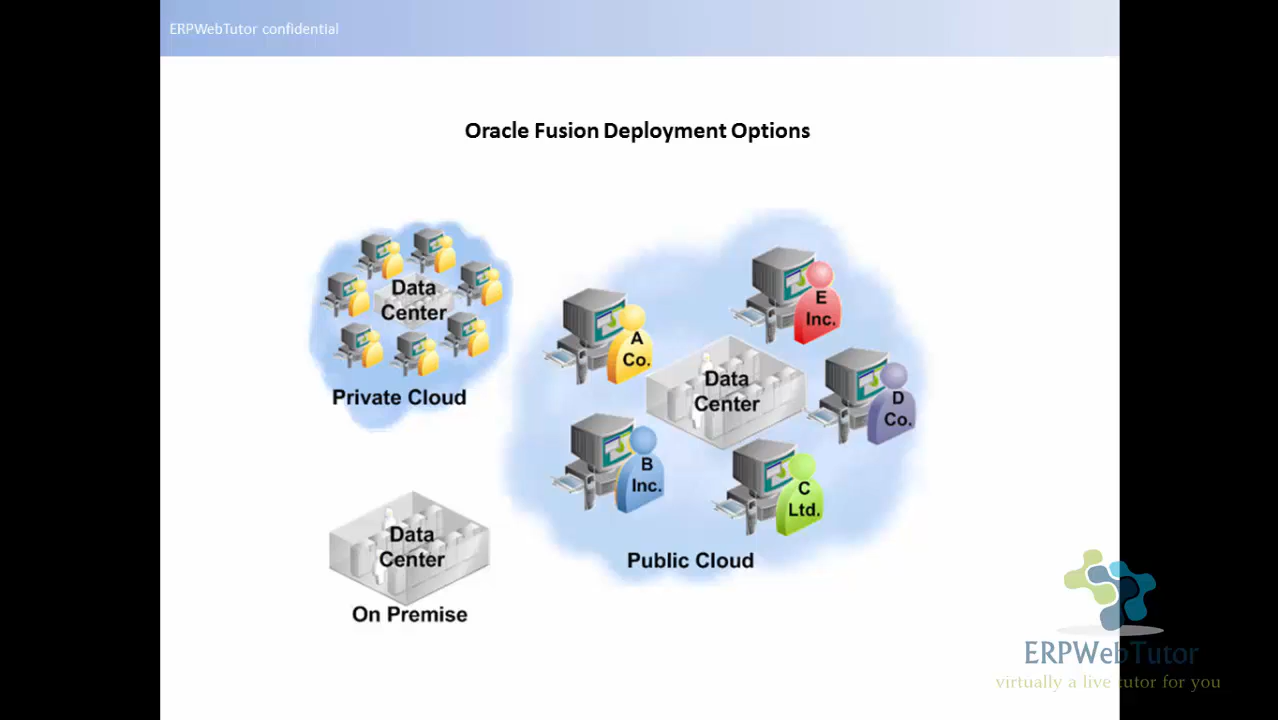 ERPWebTutor confidential
Oracle Fusion Deployment Options
Data
Center
Private Cloud
E
Inc.
A
Co.
Data
Center
D
Co.
B
Inc.
C
Ltd.
Public Cloud
Data
Center
On Premise
ERPWebTutor
virtually a live tutor for you